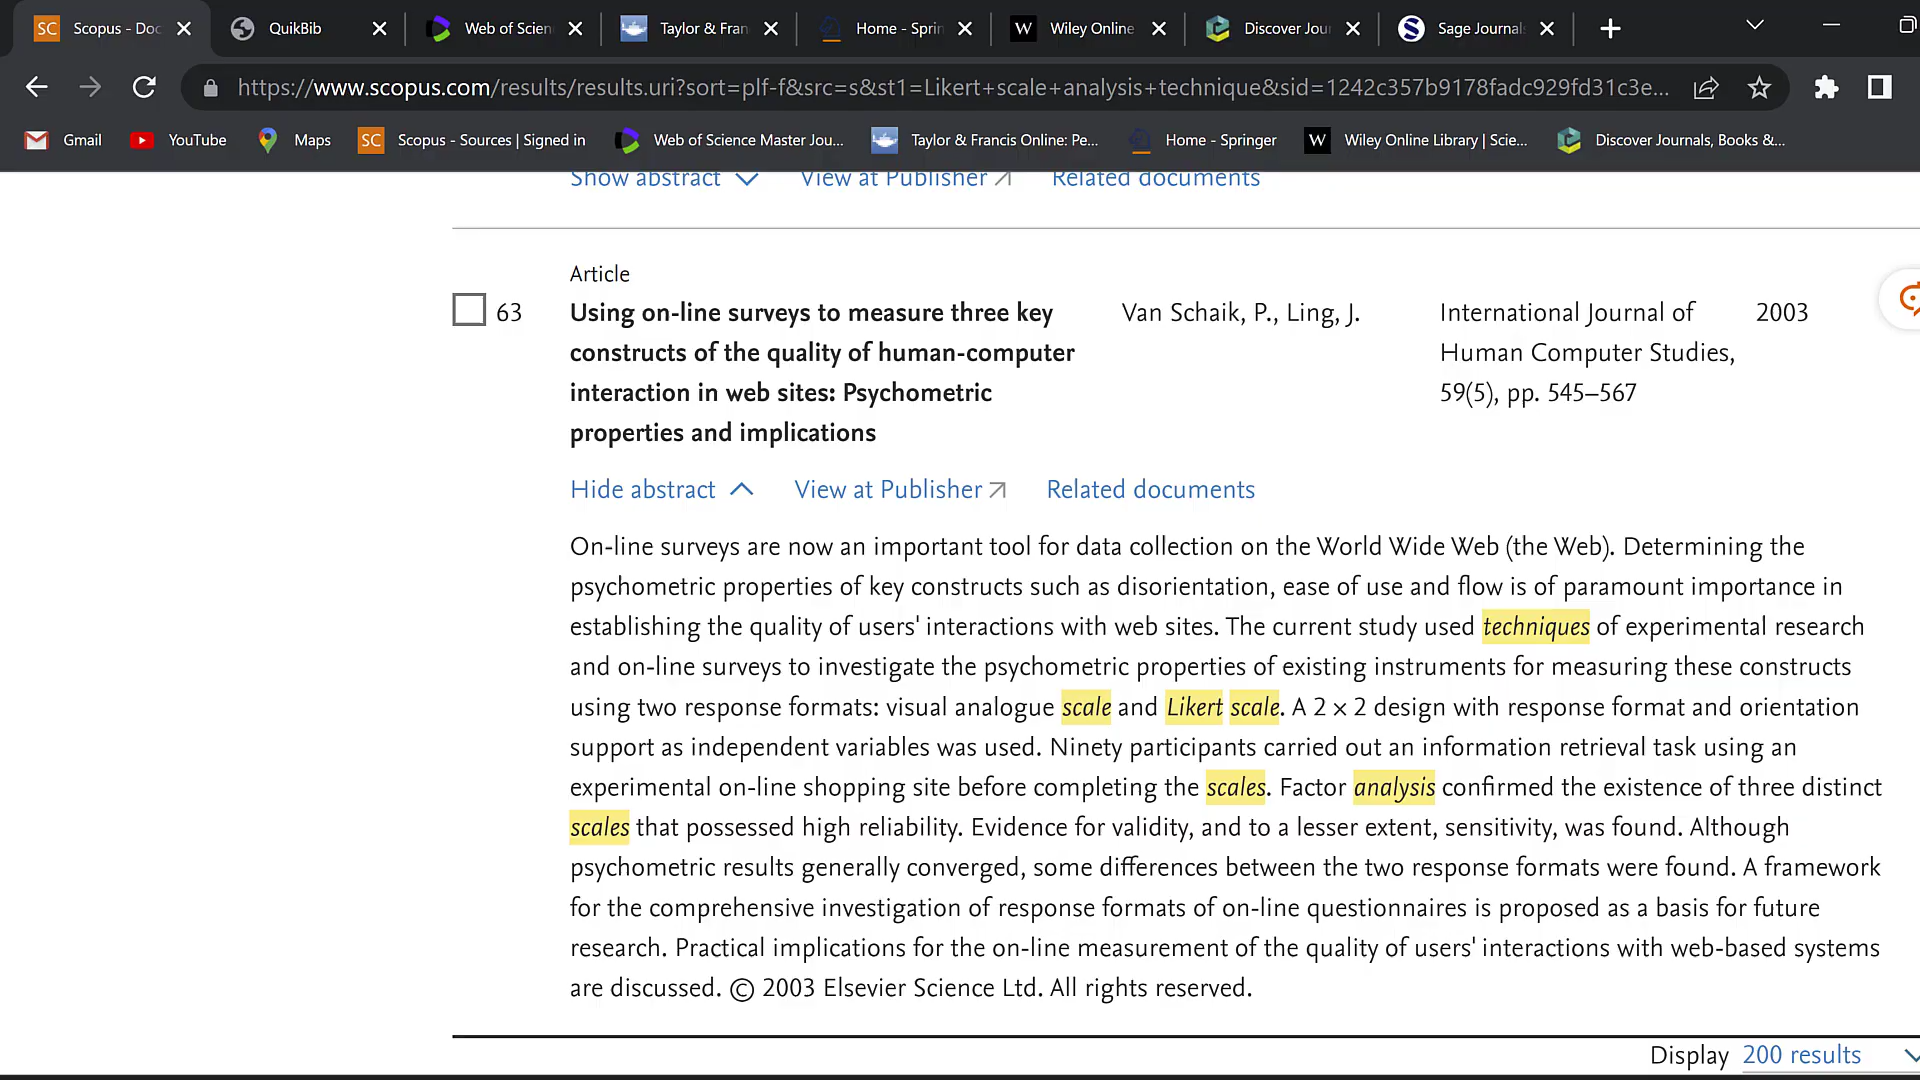 Scopus - Doc
QuikBib
Web of Scien
Taylor & Fran
Home - Sprin
Wiley Online
Discover Jou
Sage Journal
https://www.scopus.com/results/results.uri?sort=plf-f&src=s&st1=Likert+scale+analysis+technique&sid=1242c357b9178fadc929fd31c3e...
Gmail
YouTube
Maps
Scopus - Sources | Signed in
Web of Science Master Jou...
Taylor & Francis Online: Pe...
Home - Springer
Wiley Online Library | Scie...
Discover Journals, Books &...
Show abstract View at Publisher Related documents
Article
63
Using on-line surveys to measure three key
constructs of the quality of human-computer
interaction in web sites: Psychometric
properties and implications
Van Schaik, P., Ling, J.
International Journal of
Human Computer Studies,
59(5), pp. 545–567
2003
Hide abstract View at Publisher Related documents
On-line surveys are now an important tool for data collection on the World Wide Web (the Web). Determining the
psychometric properties of key constructs such as disorientation, ease of use and flow is of paramount importance in
establishing the quality of users' interactions with web sites. The current study used techniques of experimental research
and on-line surveys to investigate the psychometric properties of existing instruments for measuring these constructs
using two response formats: visual analogue scale and Likert scale. A 2 × 2 design with response format and orientation
support as independent variables was used. Ninety participants carried out an information retrieval task using an
experimental on-line shopping site before completing the scales. Factor analysis confirmed the existence of three distinct
scales that possessed high reliability. Evidence for validity, and to a lesser extent, sensitivity, was found. Although
psychometric results generally converged, some differences between the two response formats were found. A framework
for the comprehensive investigation of response formats of on-line questionnaires is proposed as a basis for future
research. Practical implications for the on-line measurement of the quality of users' interactions with web-based systems
are discussed. © 2003 Elsevier Science Ltd. All rights reserved.
Display 200 results